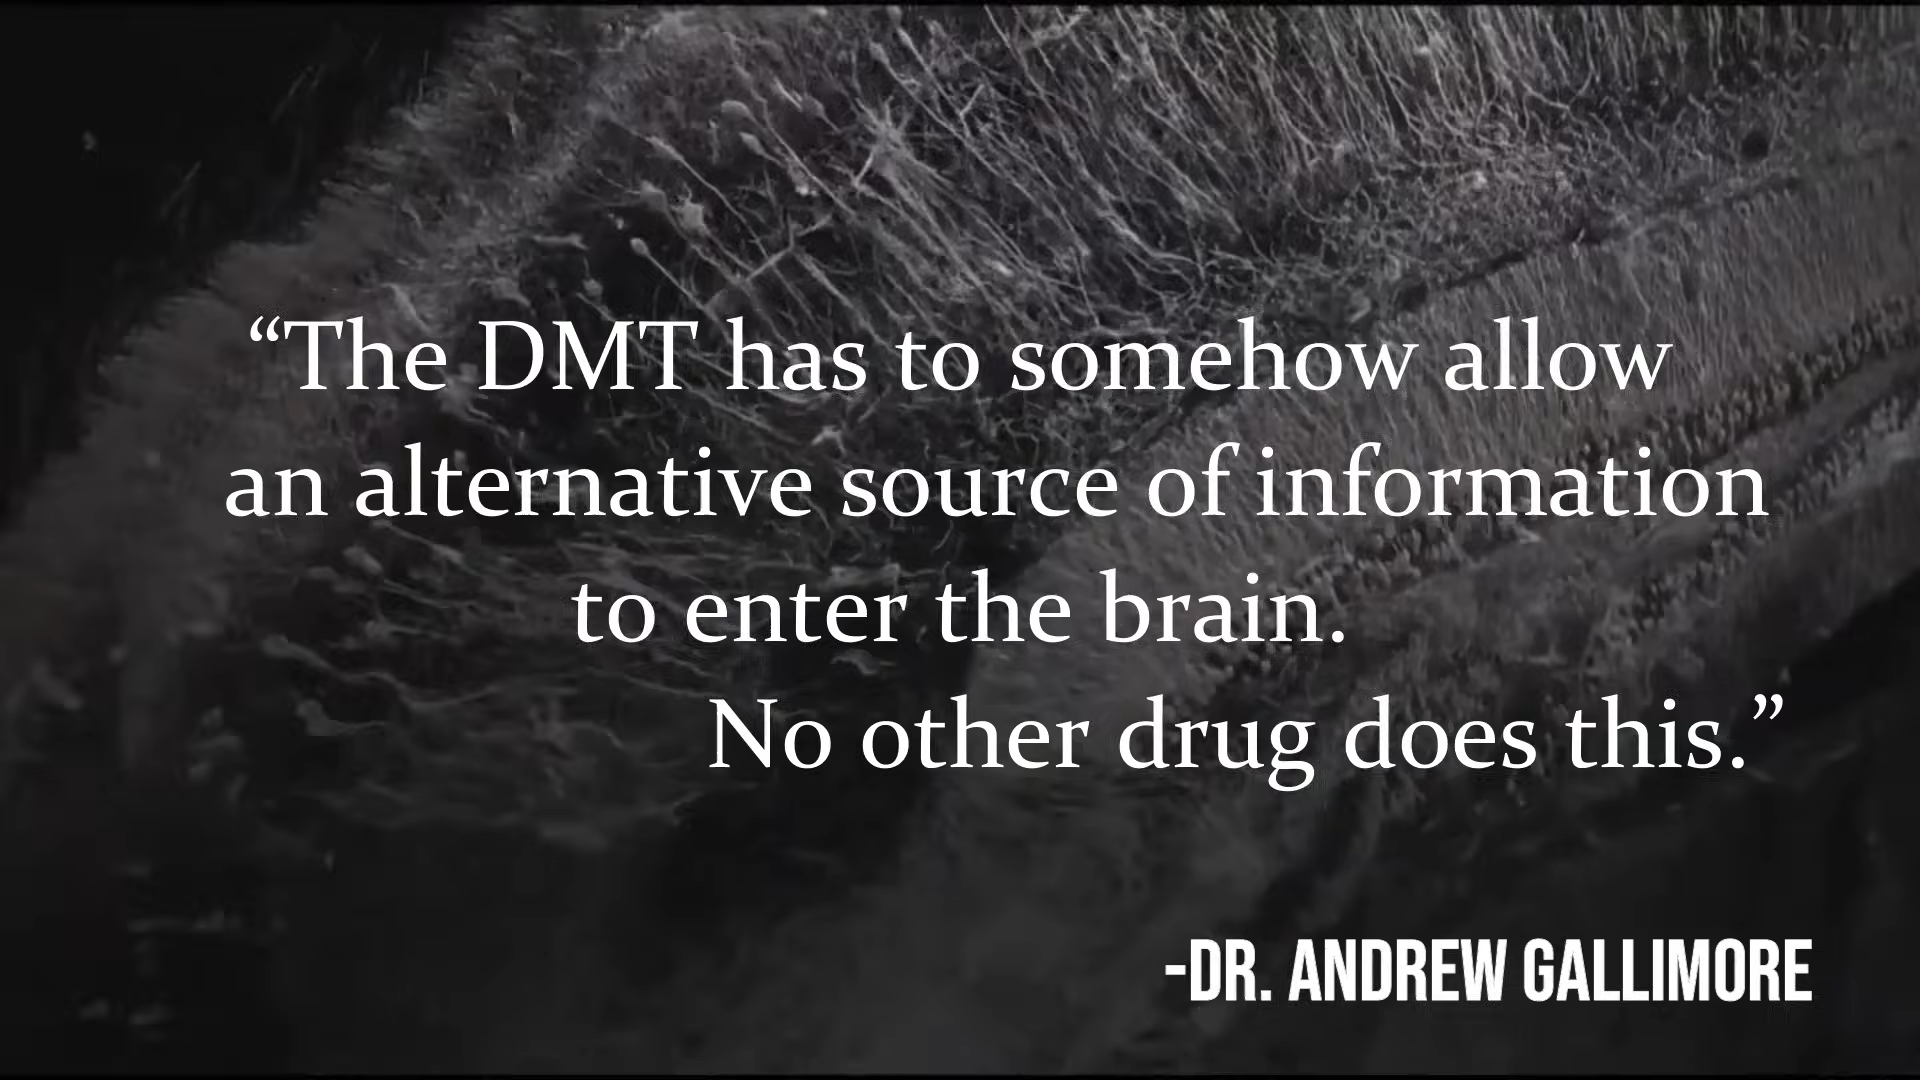 “The DMT has to somehow allow
an alternative source of information
to enter the brain.
No other drug does this.”
-DR. ANDREW GALLIMORE